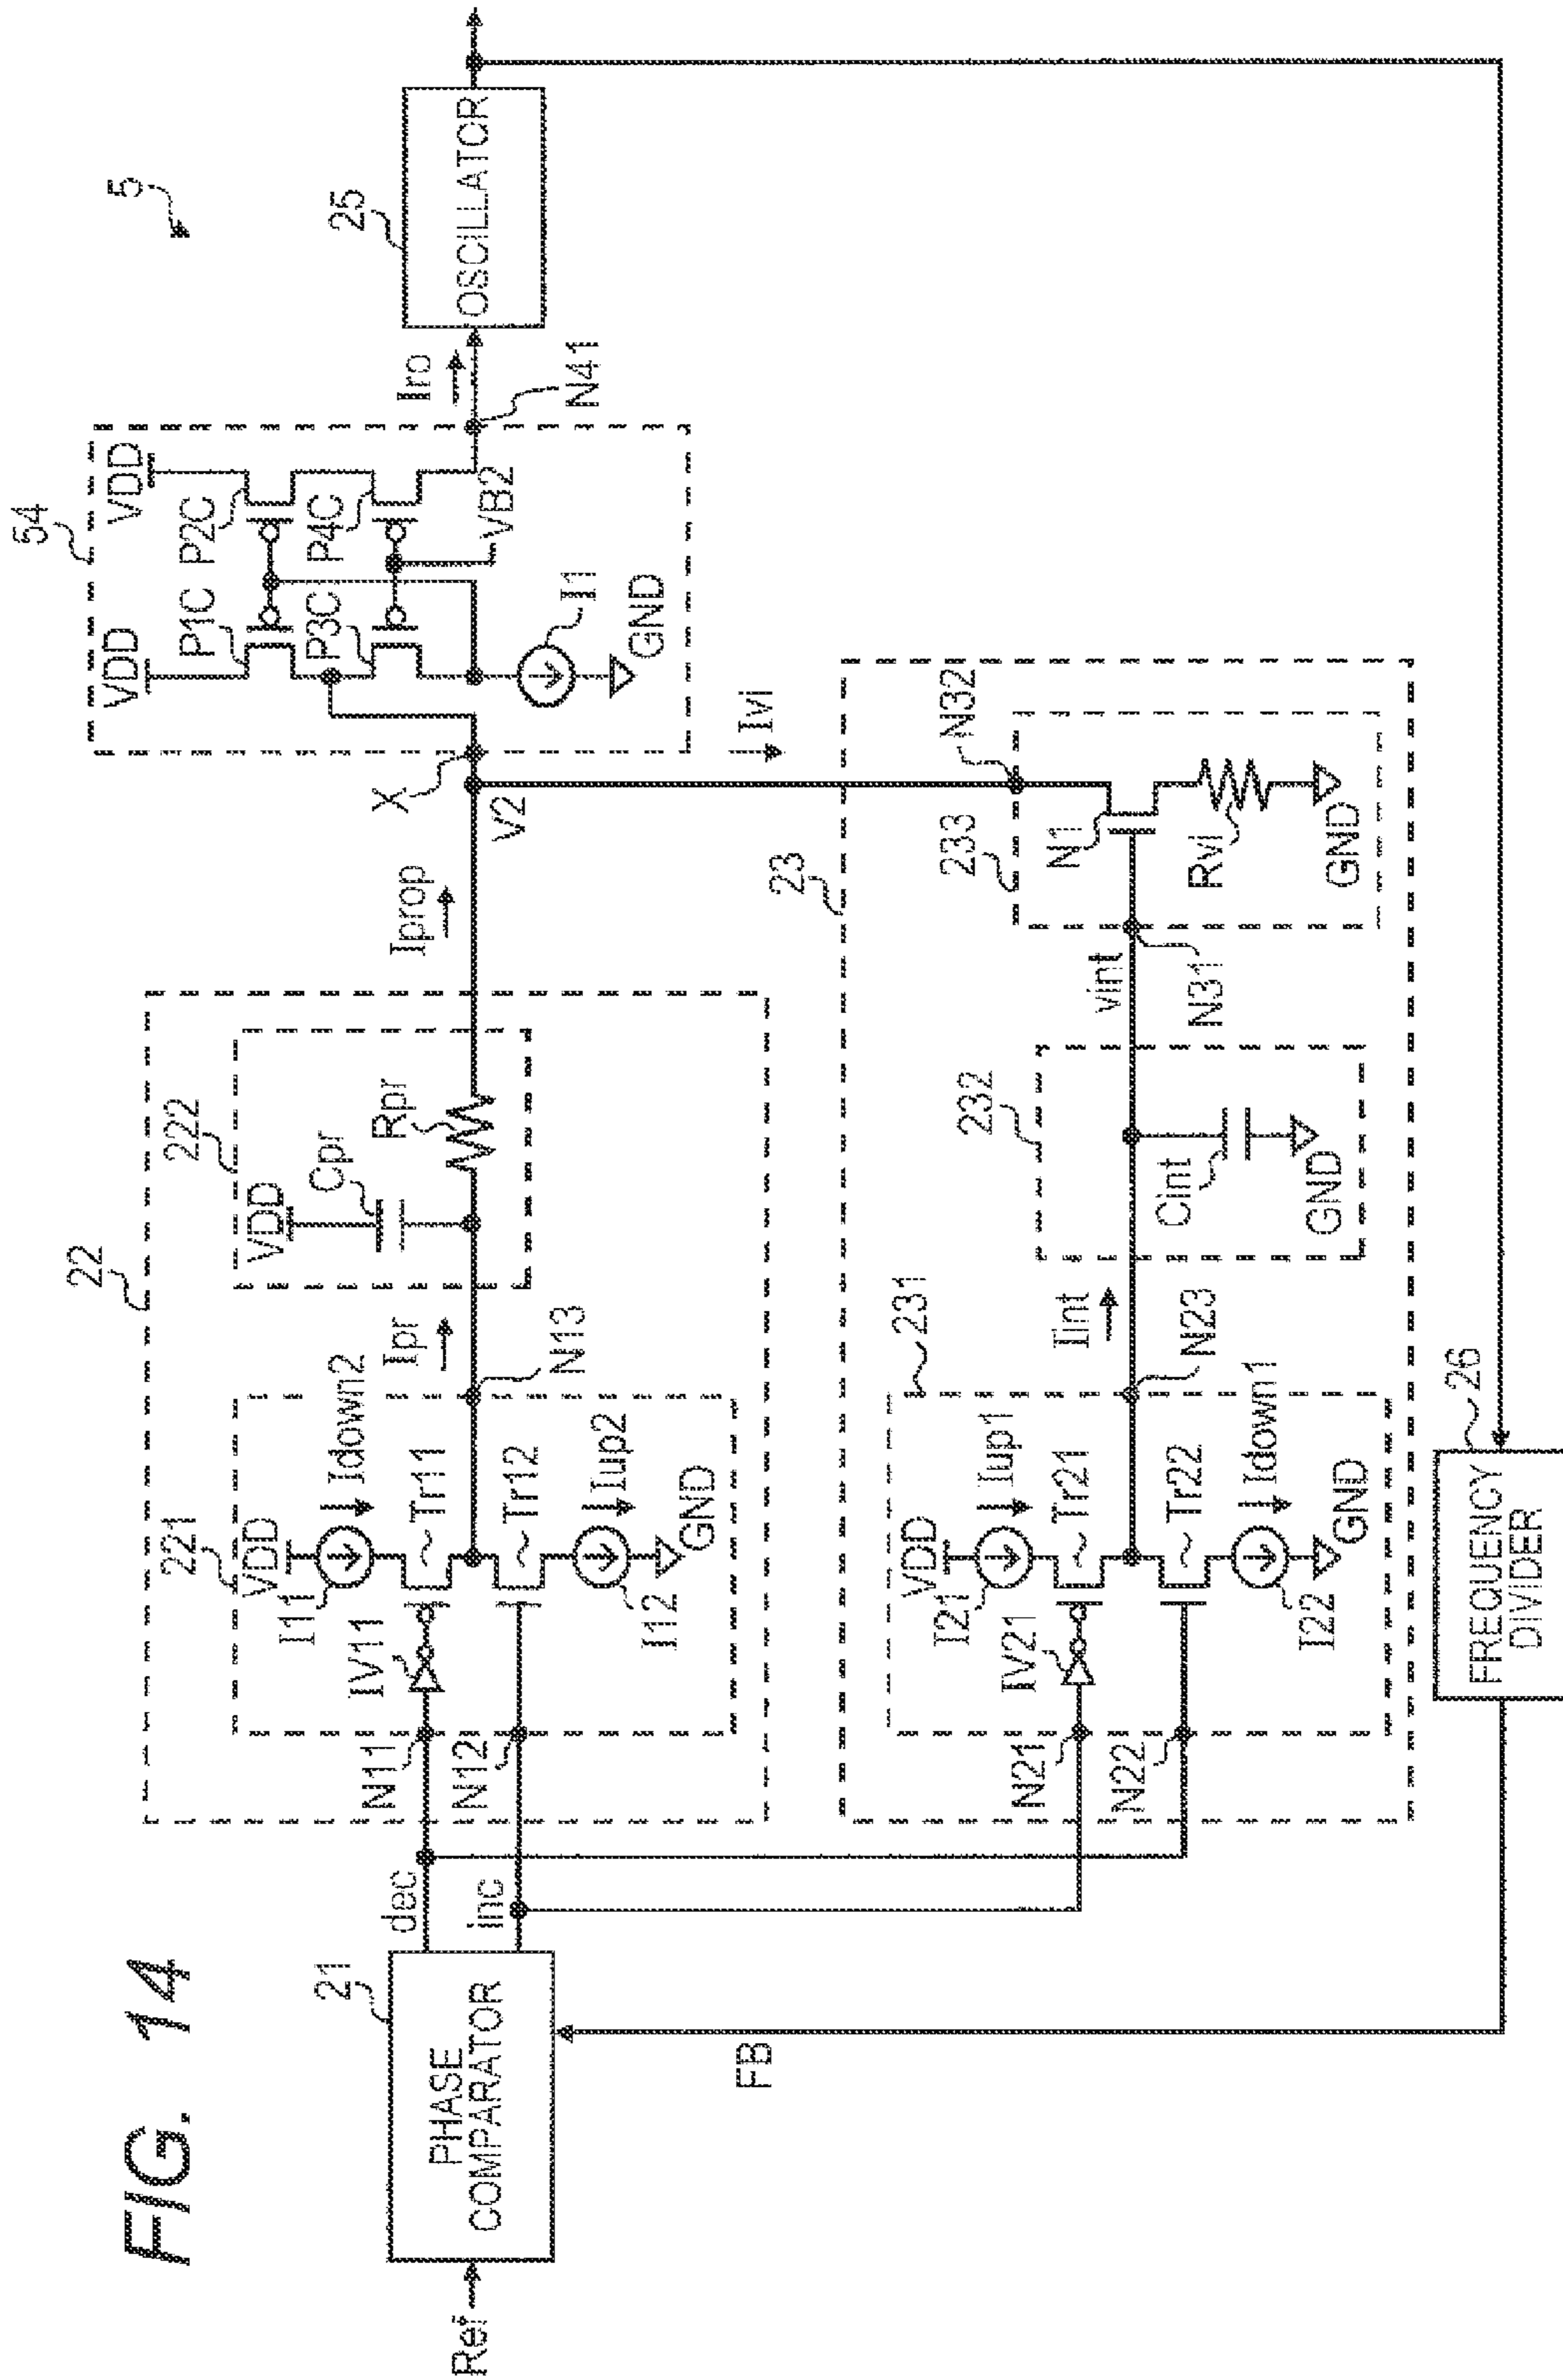 FIG. 14
5
Ref
21
PHASE
COMPARATOR
dec
inc
FB
22
221
VDD
I11
Idown2
IV11
Tr11
N11
N12
Tr12
I12
Iup2
GND
N13
Ipr
222
VDD
Cpr
Rpr
Iprop
X
V2
Ivi
54
VDD
VDD
P1C
P2C
P3C
P4C
VB2
I1
GND
N41
Iro
25
OSCILLATOR
23
231
VDD
I21
Iup1
IV21
Tr21
N21
N22
Tr22
I22
Idown1
GND
N23
Iint
232
Cint
GND
vint
N31
233
N32
N1
Rvi
GND
26
FREQUENCY
DIVIDER